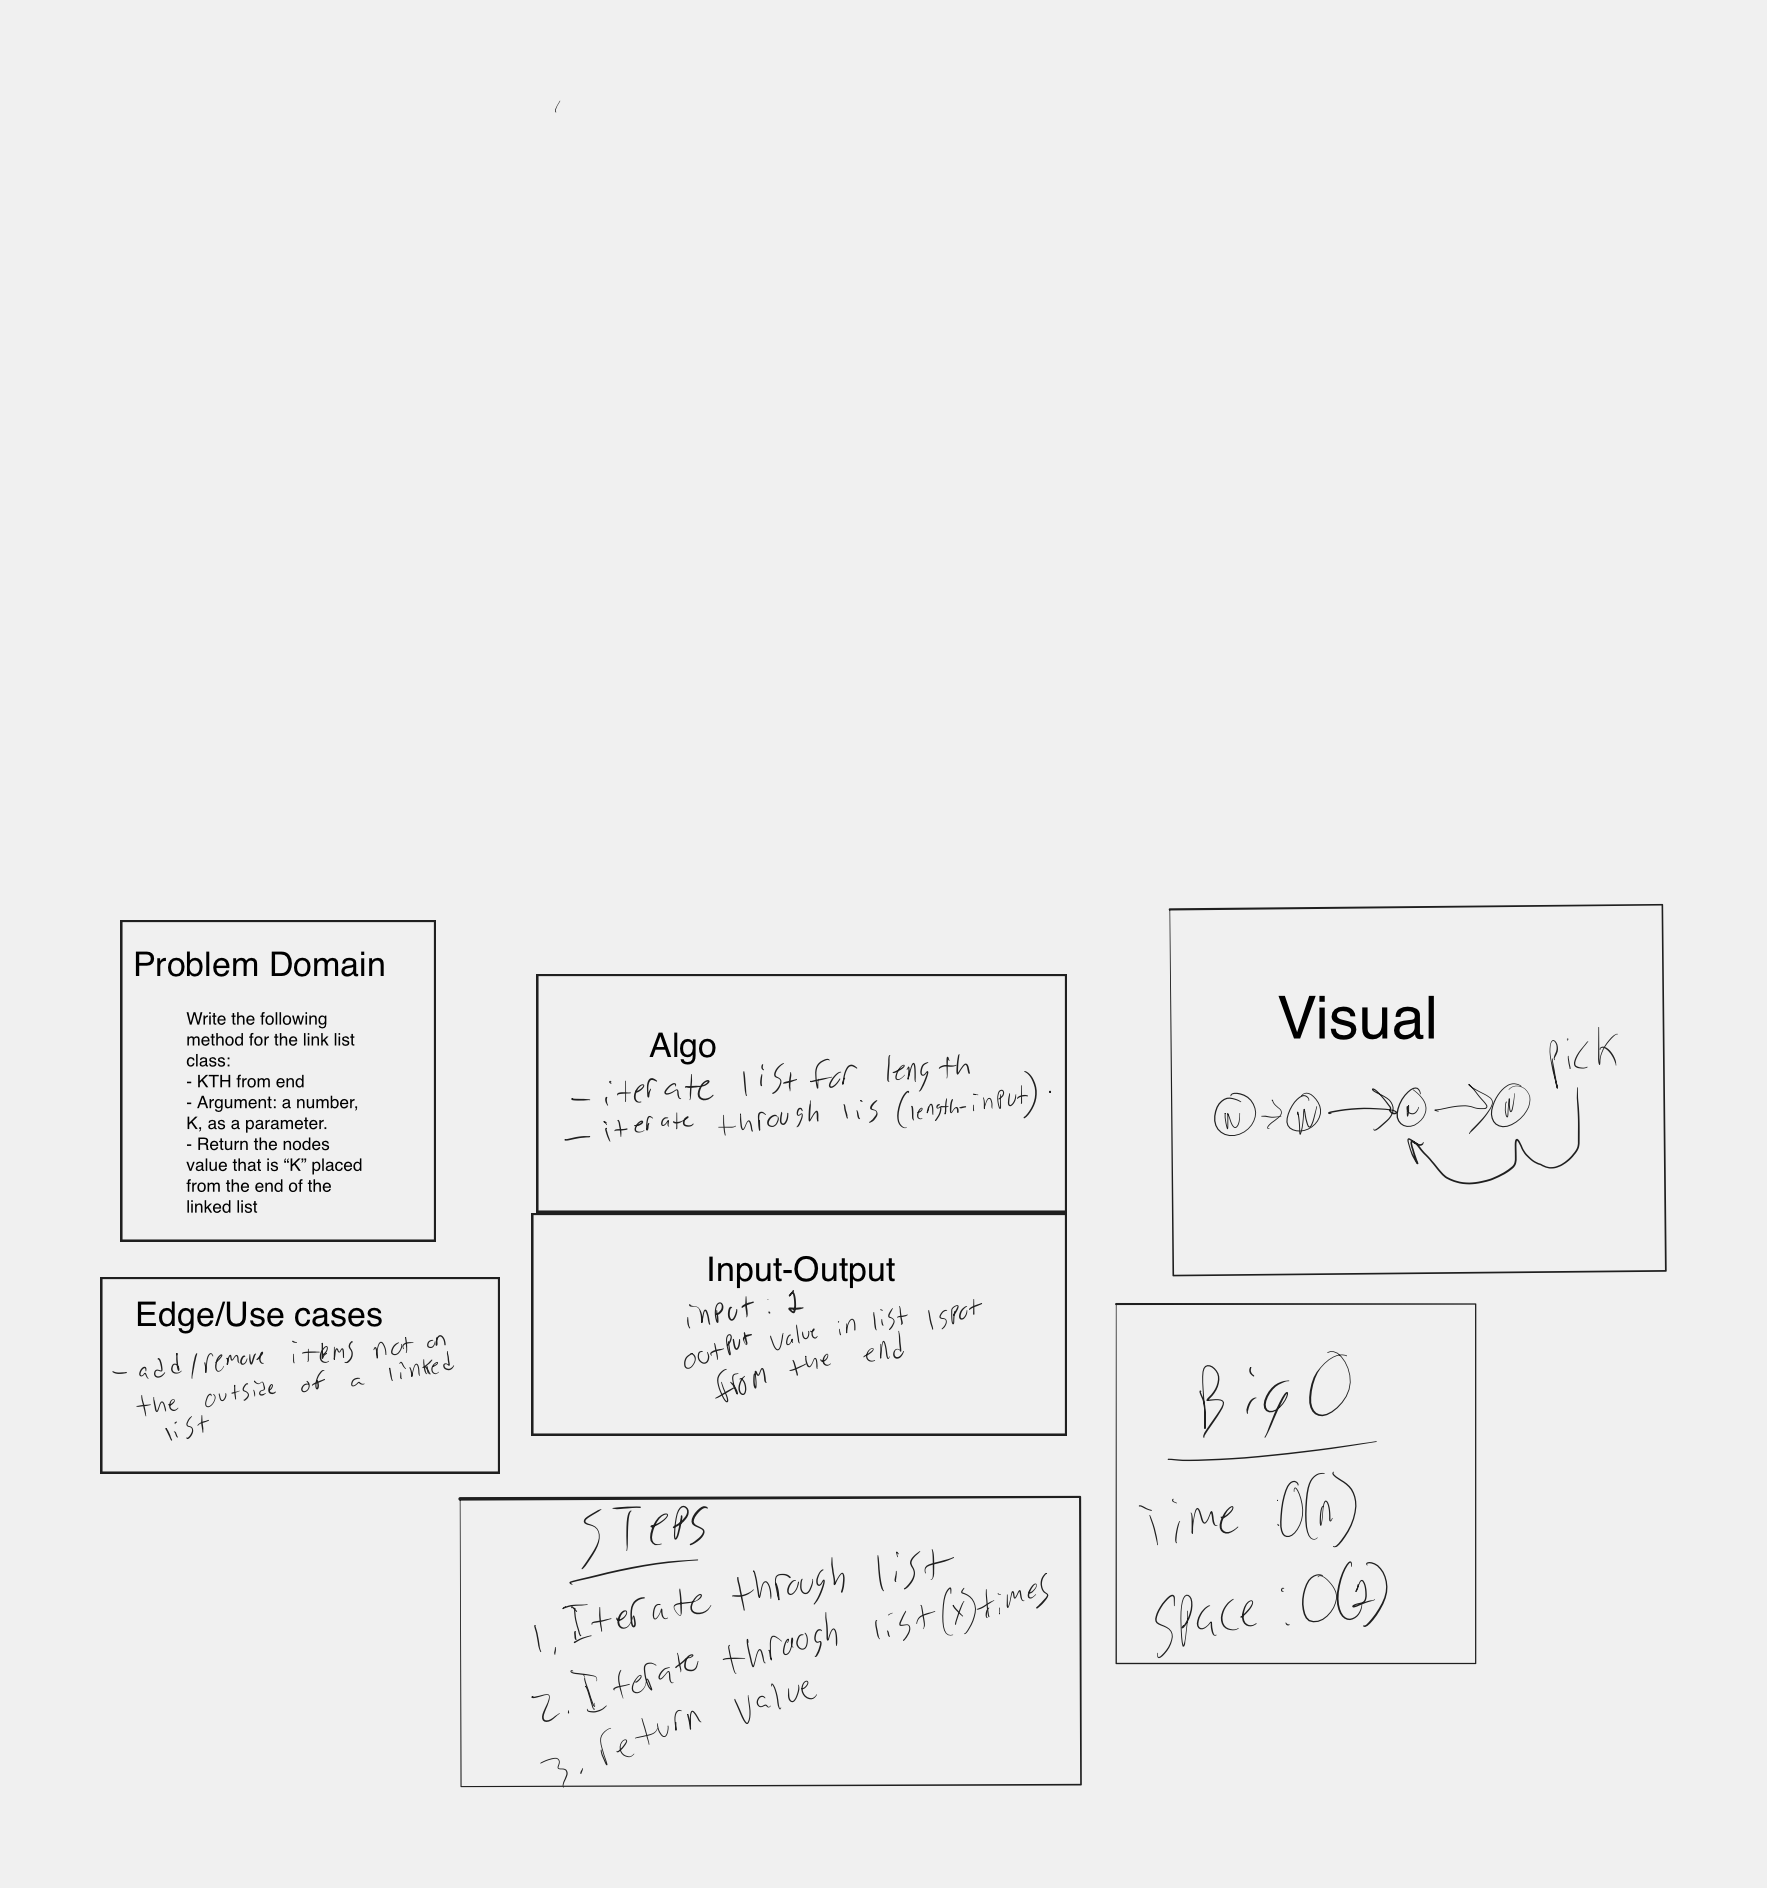 Problem Domain
Write the following
method for the link list
class:
- KTH from end
- Argument: a number,
K, as a parameter.
- Return the nodes
value that is “K” placed
from the end of the
linked list
Edge/Use cases
- add/remove items not on
the outside of a linked
list
Algo
- iterate list for length
- iterate through lis (length-input).
Input-Output
input: 1
output value in list 1 spot
from the end
STEPS
1. Iterate through list
2. Iterate through list(x)times
3. return value
Visual
pick
N N N N
Big O
Time: O(n)
Space: O()